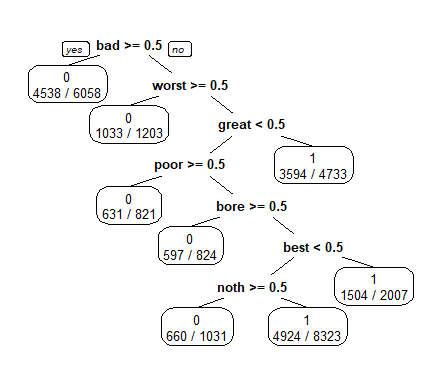 yes bad >= 0.5 no
0
4538 / 6058
worst >= 0.5
0
1033 / 1203
great < 0.5
poor >= 0.5
1
3594 / 4733
0
631 / 821
bore >= 0.5
0
597 / 824
best < 0.5
noth >= 0.5
1
1504 / 2007
0
660 / 1031
1
4924 / 8323